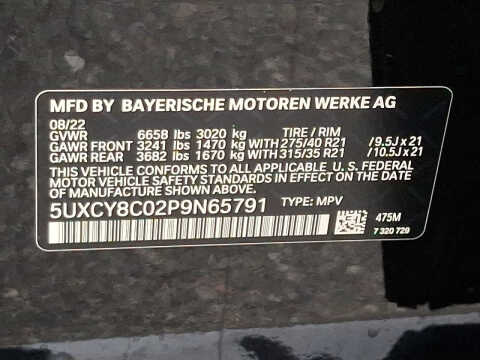 MFD BY BAYERISCHE MOTOREN WERKE AG
08/22
GVWR 6658 lbs 3020 kg TIRE / RIM
GAWR FRONT 3241 lbs 1470 kg WITH 275/40 R21 / 9.5J x 21
GAWR REAR 3682 lbs 1670 kg WITH 315/35 R21 / 10.5J x 21
THIS VEHICLE CONFORMS TO ALL APPLICABLE U.S. FEDERAL
MOTOR VEHICLE SAFETY STANDARDS IN EFFECT ON THE DATE
OF MANUFACTURE SHOWN ABOVE.
5UXCY8C02P9N65791 TYPE: MPV
475M
7 320 729